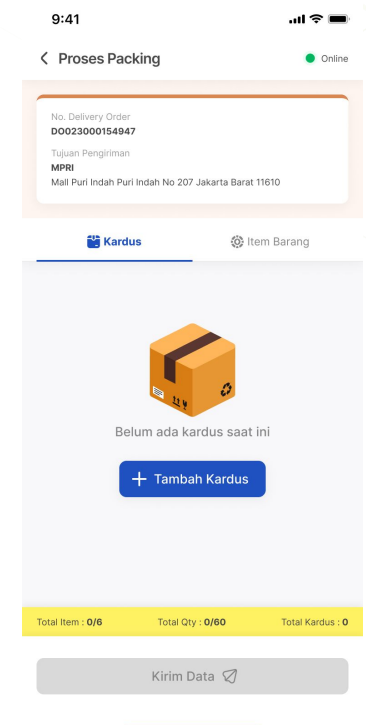 9:41
Proses Packing
Online
No. Delivery Order
DO023000154947
Tujuan Pengiriman
MPRI
Mall Puri Indah Puri Indah No 207 Jakarta Barat 11610
Kardus
Item Barang
Belum ada kardus saat ini
+ Tambah Kardus
Total Item : 0/6
Total Qty : 0/60
Total Kardus : 0
Kirim Data